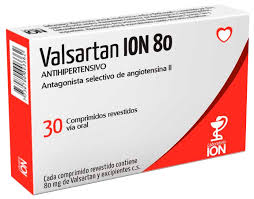 Valsartan ION 80
ANTIHIPERTENSIVO
Antagonista selectivo de angiotensina II
30 Comprimidos revestidos
vía oral
ION
Cada comprimido revestido contiene
80 mg de Valsartan y excipientes c.s.